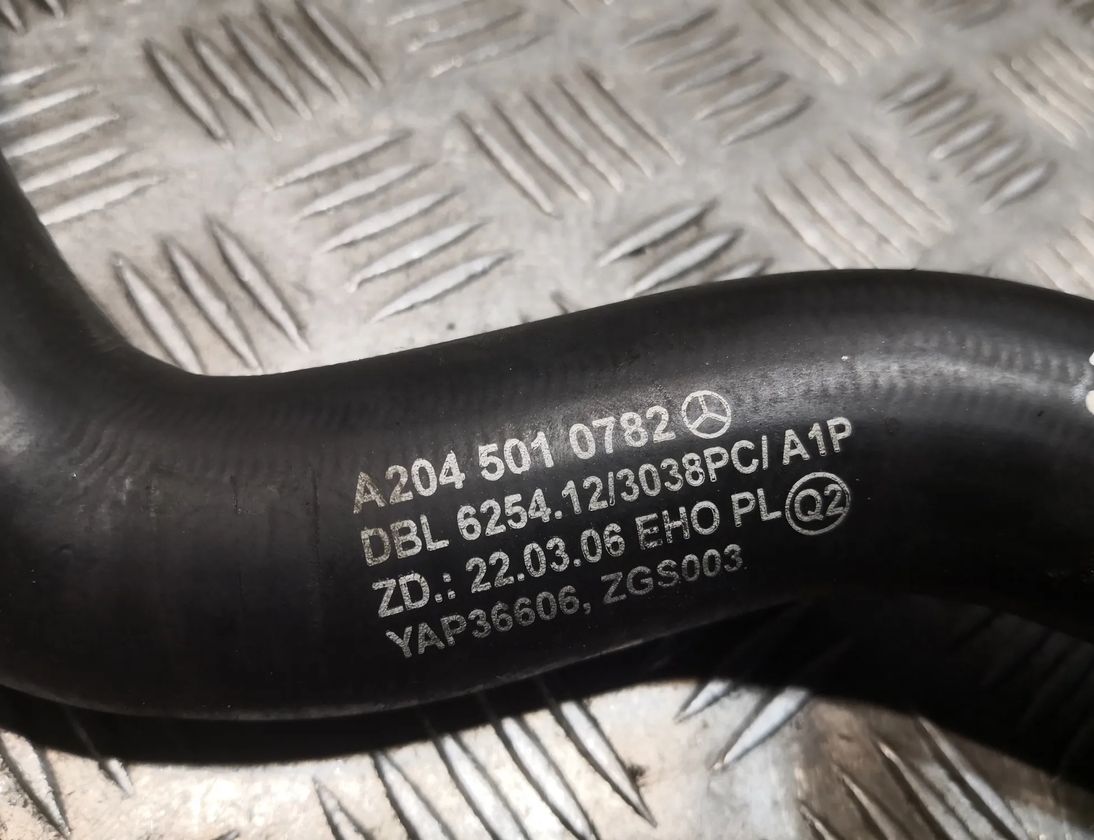 A204 501 0782
DBL 6254.12/3038PC/ A1P
ZD.: 22.03.06 EHO PL Q2
YAP36606, ZGS003